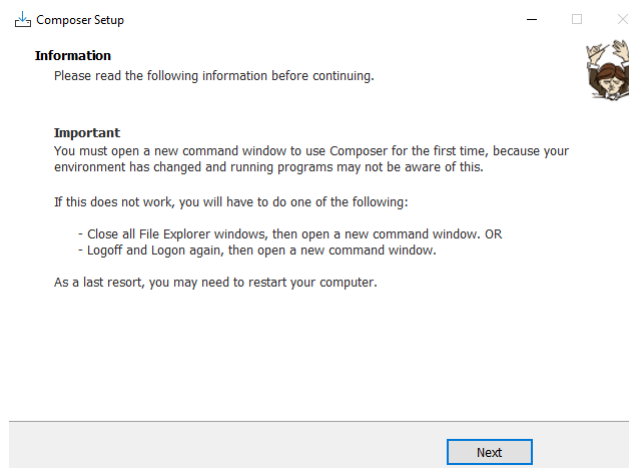 Composer Setup
Information
Please read the following information before continuing.
Important
You must open a new command window to use Composer for the first time, because your
environment has changed and running programs may not be aware of this.
If this does not work, you will have to do one of the following:
- Close all File Explorer windows, then open a new command window. OR
- Logoff and Logon again, then open a new command window.
As a last resort, you may need to restart your computer.
Next